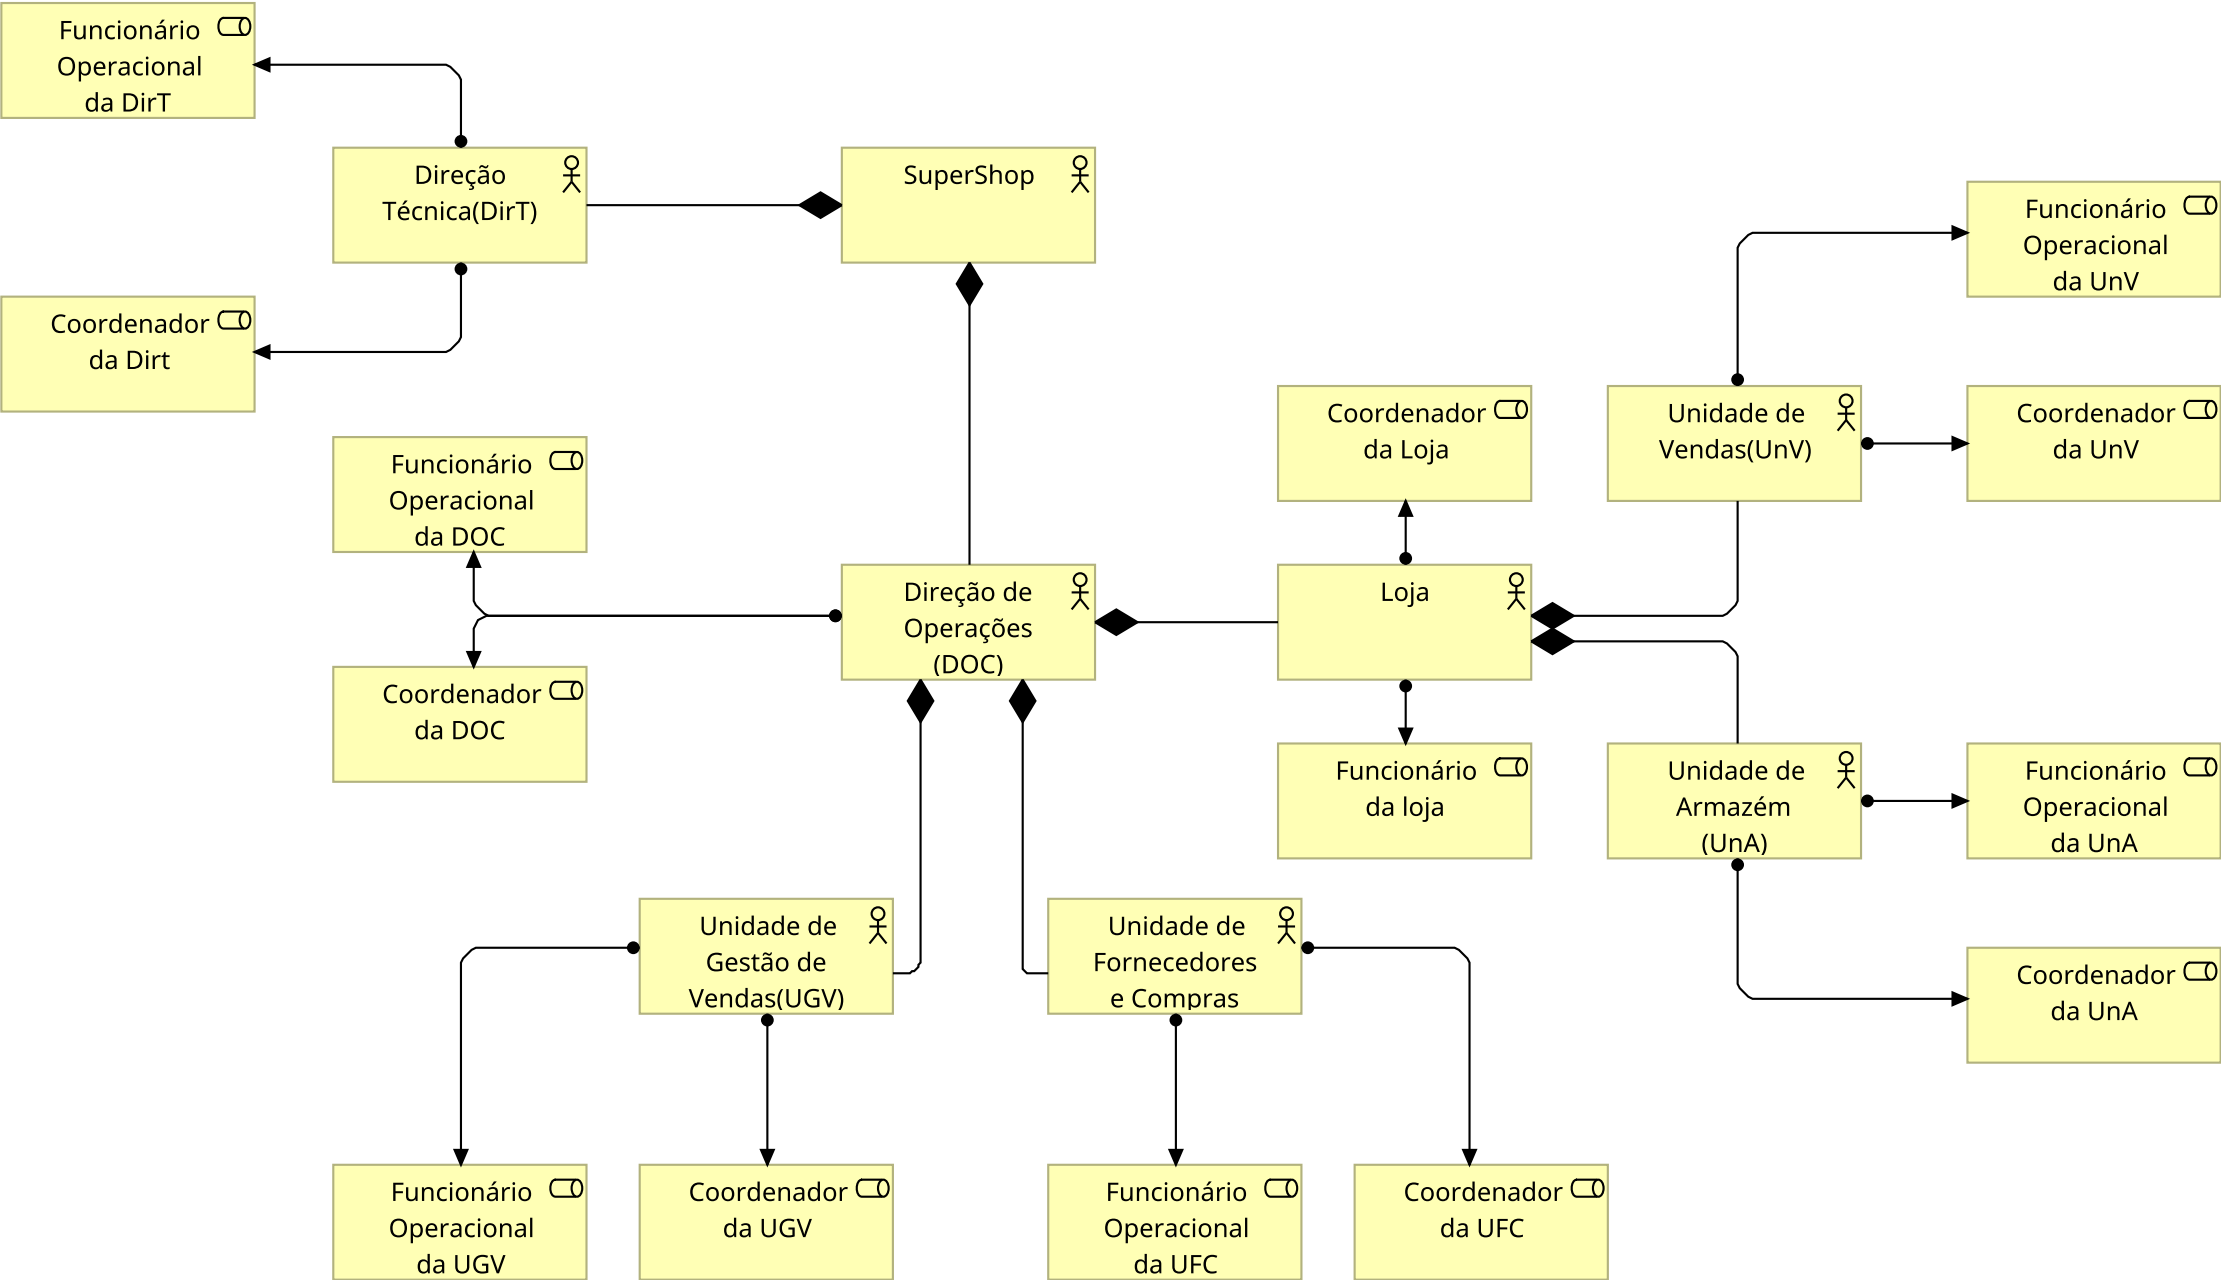 Funcionário
Operacional
da DirT
Direção
Técnica(DirT)
SuperShop
Funcionário
Operacional
da UnV
Coordenador
da Dirt
Coordenador
da Loja
Unidade de
Vendas(UnV)
Coordenador
da UnV
Funcionário
Operacional
da DOC
Direção de
Operações
(DOC)
Loja
Coordenador
da DOC
Funcionário
da loja
Unidade de
Armazém
(UnA)
Funcionário
Operacional
da UnA
Unidade de
Gestão de
Vendas(UGV)
Unidade de
Fornecedores
e Compras
Coordenador
da UnA
Funcionário
Operacional
da UGV
Coordenador
da UGV
Funcionário
Operacional
da UFC
Coordenador
da UFC